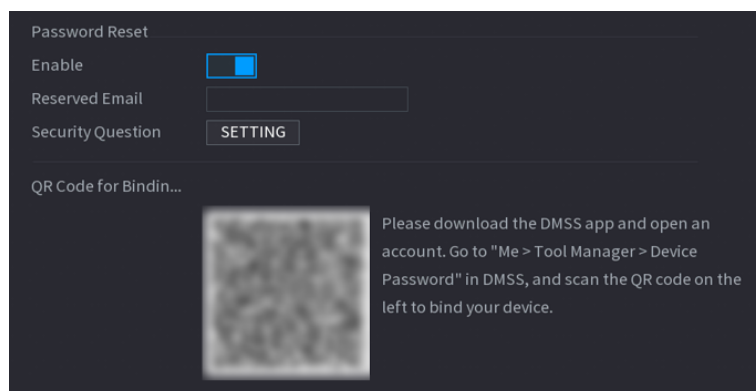 Password Reset
Enable
Reserved Email
Security Question SETTING
QR Code for Bindin...
Please download the DMSS app and open an
account. Go to "Me > Tool Manager > Device
Password" in DMSS, and scan the QR code on the
left to bind your device.